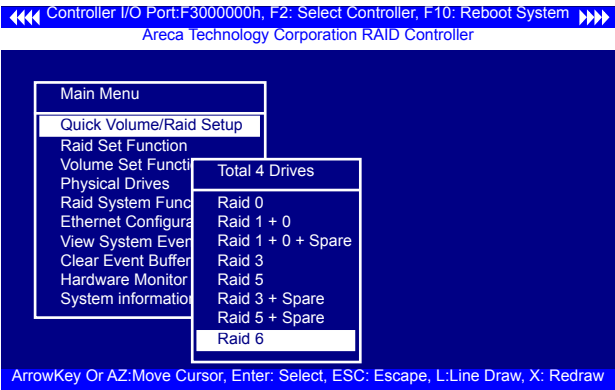 Controller I/O Port:F3000000h, F2: Select Controller, F10: Reboot System
Areca Technology Corporation RAID Controller
Main Menu
Quick Volume/Raid Setup
Raid Set Function
Volume Set Functi
Physical Drives
Raid System Func
Ethernet Configura
View System Even
Clear Event Buffer
Hardware Monitor
System informatio
Total 4 Drives
Raid 0
Raid 1 + 0
Raid 1 + 0 + Spare
Raid 3
Raid 5
Raid 3 + Spare
Raid 5 + Spare
Raid 6
ArrowKey Or AZ:Move Cursor, Enter: Select, ESC: Escape, L:Line Draw, X: Redraw